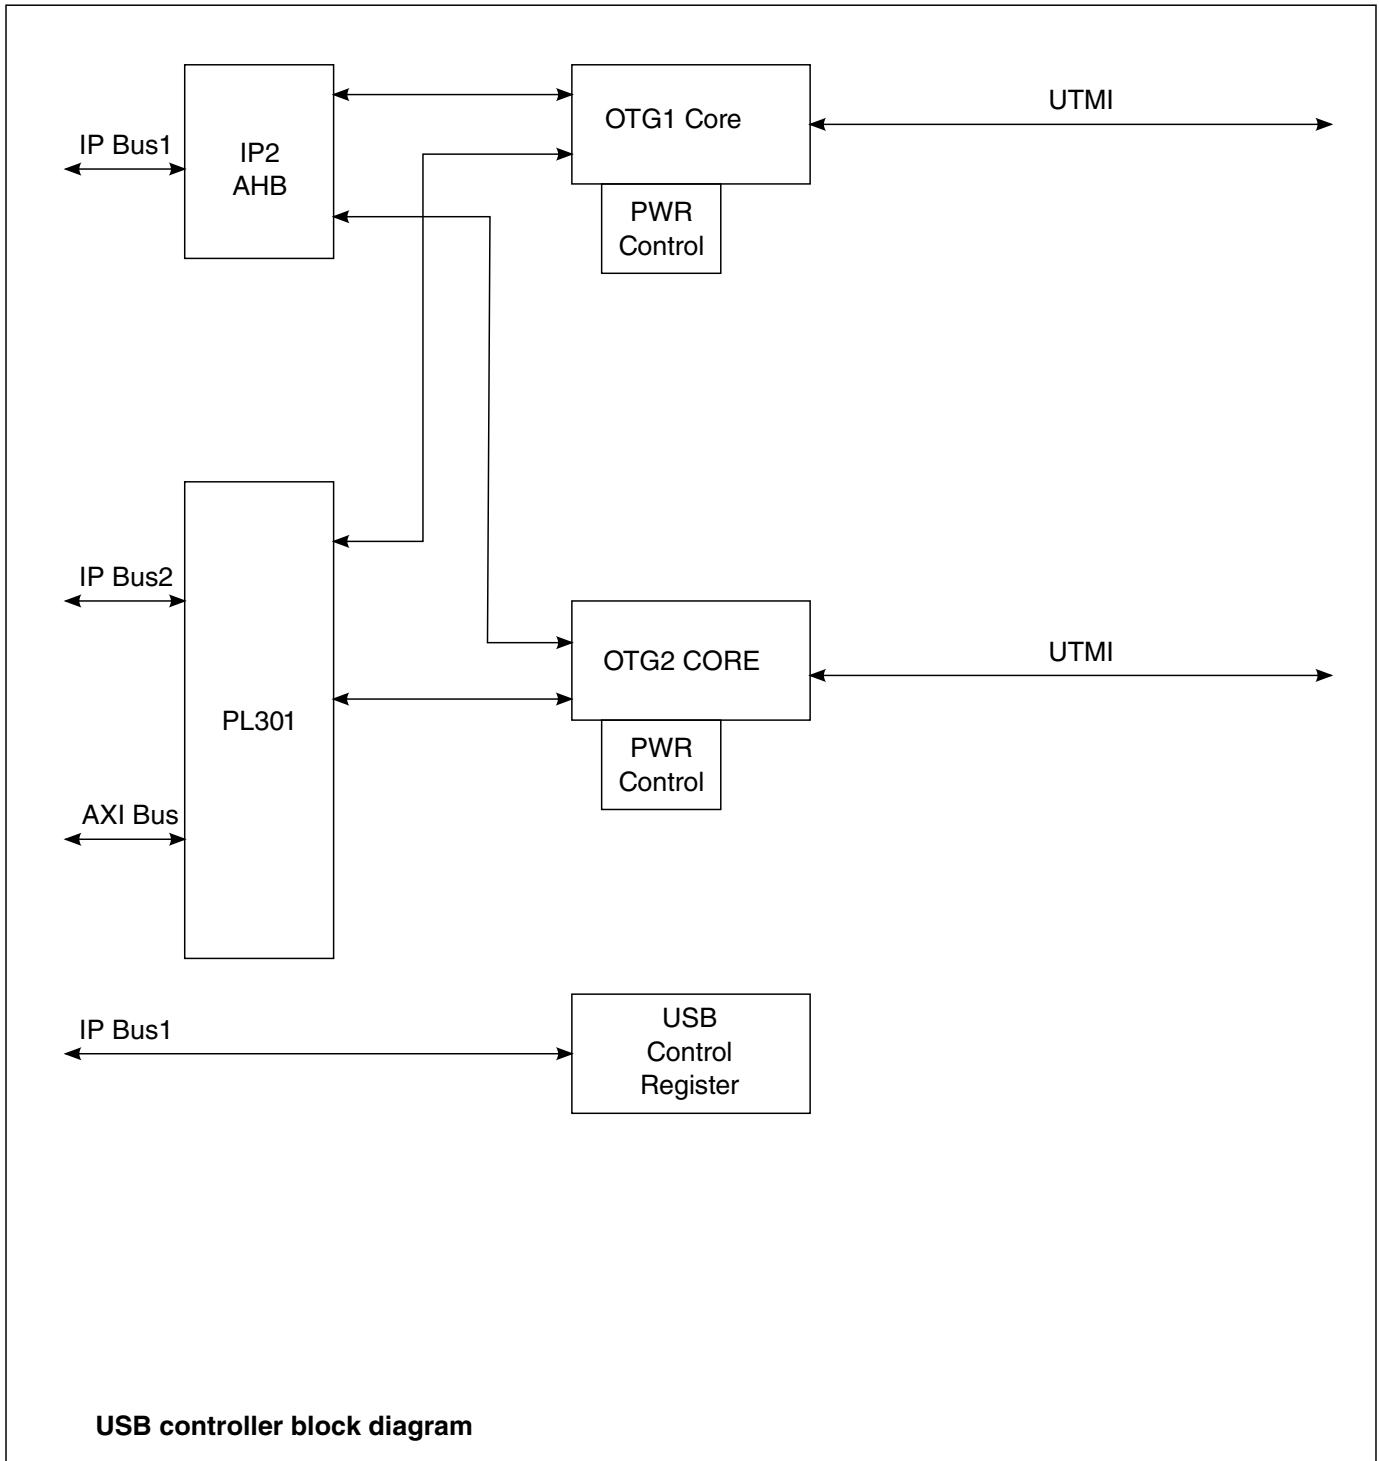 UTMI
OTG1 Core
IP Bus1
IP2
AHB
PWR
Control
IP Bus2
UTMI
OTG2 CORE
PL301
PWR
Control
AXI Bus
IP Bus1
USB
Control
Register
USB controller block diagram